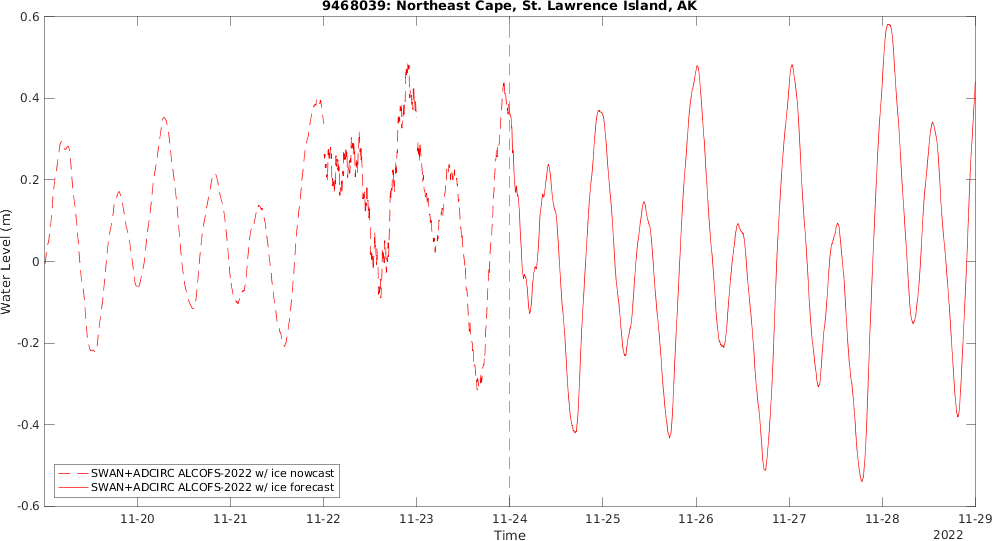 9468039: Northeast Cape, St. Lawrence Island, AK
0.6
0.4
0.2
0
-0.2
-0.4
-0.6
Water Level (m)
SWAN+ADCIRC ALCOFS-2022 w/ ice nowcast
SWAN+ADCIRC ALCOFS-2022 w/ ice forecast
11-20 11-21 11-22 11-23 11-24 11-25 11-26 11-27 11-28 11-29
Time
2022